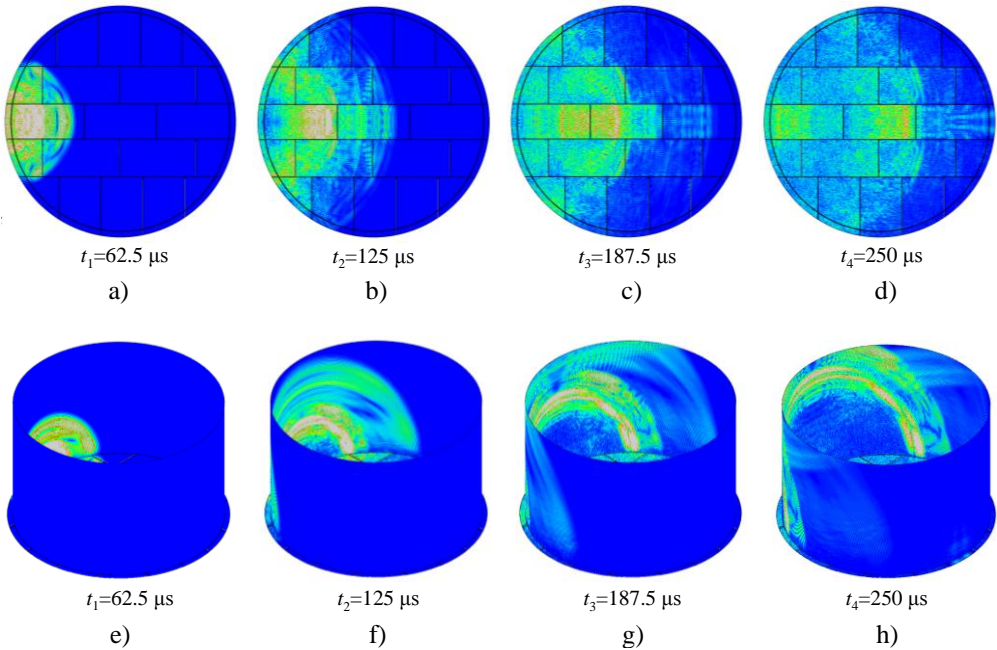 t₁=62.5 μs
t₂=125 μs
t₃=187.5 μs
t₄=250 μs
a)
b)
c)
d)
t₁=62.5 μs
t₂=125 μs
t₃=187.5 μs
t₄=250 μs
e)
f)
g)
h)